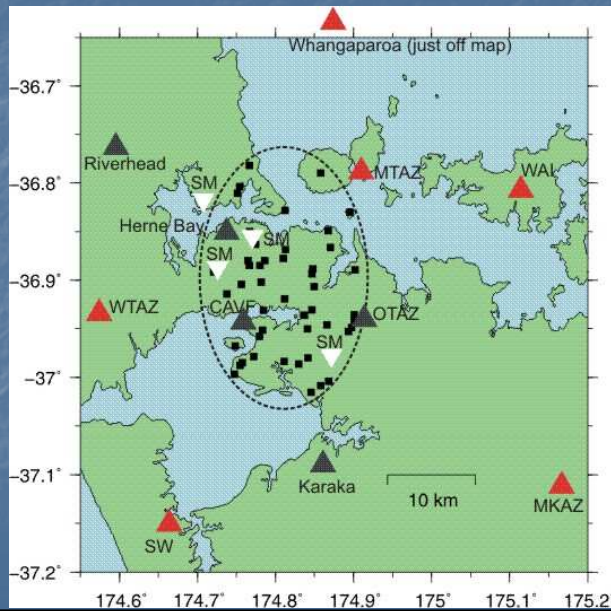 Whangaparoa (just off map)
−36.7°
Riverhead
−36.8°
SM
MTAZ
WAI
Herne Bay
SM
SM
−36.9°
WTAZ
CAVE
OTAZ
SM
−37°
−37.1°
Karaka
10 km
MKAZ
SW
−37.2°
174.6° 174.7° 174.8° 174.9° 175° 175.1° 175.2°